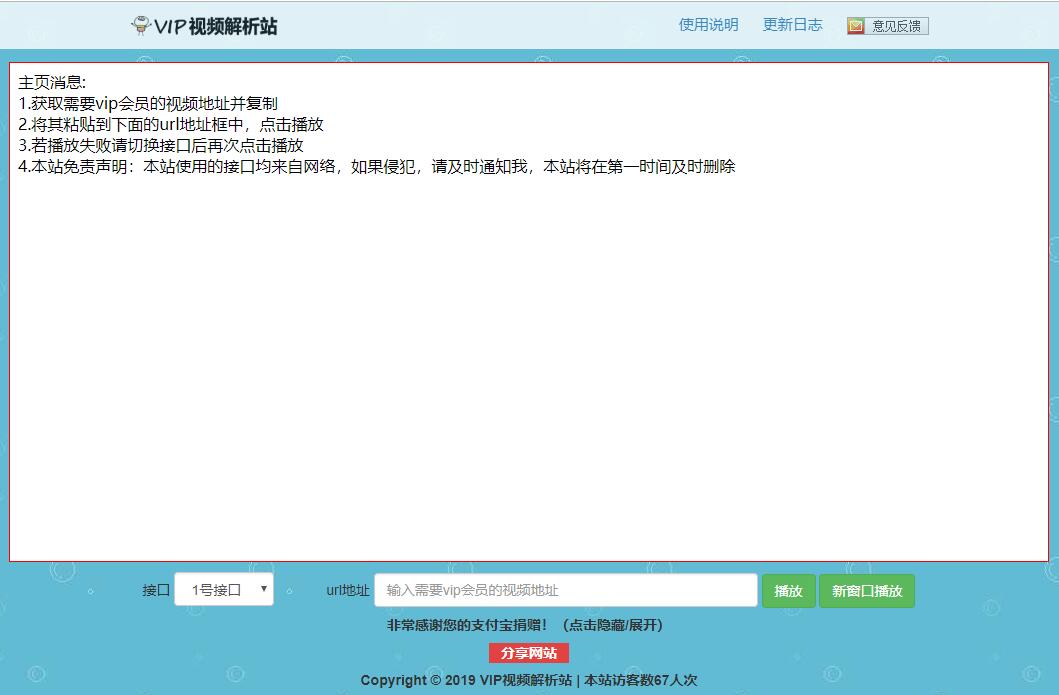 VIP视频解析站
使用说明 更新日志 意见反馈
主页消息:
1.获取需要vip会员的视频地址并复制
2.将其粘贴到下面的url地址框中，点击播放
3.若播放失败请切换接口后再次点击播放
4.本站免责声明：本站使用的接口均来自网络，如果侵犯，请及时通知我，本站将在第一时间及时删除
接口 1号接口 url地址 输入需要vip会员的视频地址 播放 新窗口播放
非常感谢您的支付宝捐赠！（点击隐藏/展开）
分享网站
Copyright © 2019 VIP视频解析站 | 本站访客数67人次